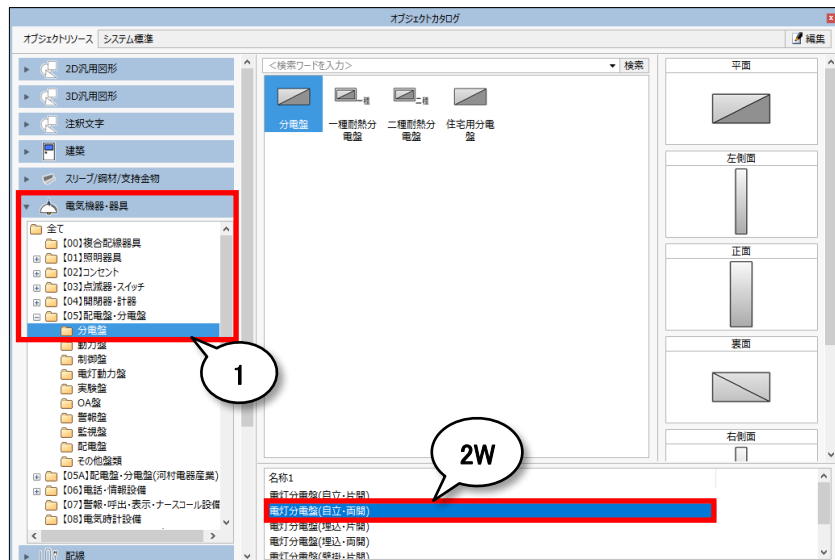 オブジェクトカタログ
オブジェクトリソース システム標準
編集
2D汎用図形
3D汎用図形
注釈文字
建築
スリーブ/鋼材/支持金物
電気機器・器具
全て
【00】複合配線器具
【01】照明器具
【02】コンセント
【03】点滅器・スイッチ
【04】開閉器・計器
【05】配電盤・分電盤
分電盤
動力盤
制御盤
電灯動力盤
実験盤
OA盤
警報盤
監視盤
配電盤
その他盤類
【05A】配電盤・分電盤(河村電器産業)
【06】電話・情報設備
【07】警報・呼出・表示・ナースコール設備
【08】電気時計設備
配線
1
<検索ワードを入力>
検索
一種
二種
分電盤
一種耐熱分電盤
二種耐熱分電盤
住宅用分電盤
2W
名称1
電灯分電盤(自立・片開)
電灯分電盤(自立・両開)
電灯分電盤(埋込・片開)
電灯分電盤(埋込・両開)
電灯分電盤(壁掛・片開)
平面
左側面
正面
裏面
右側面